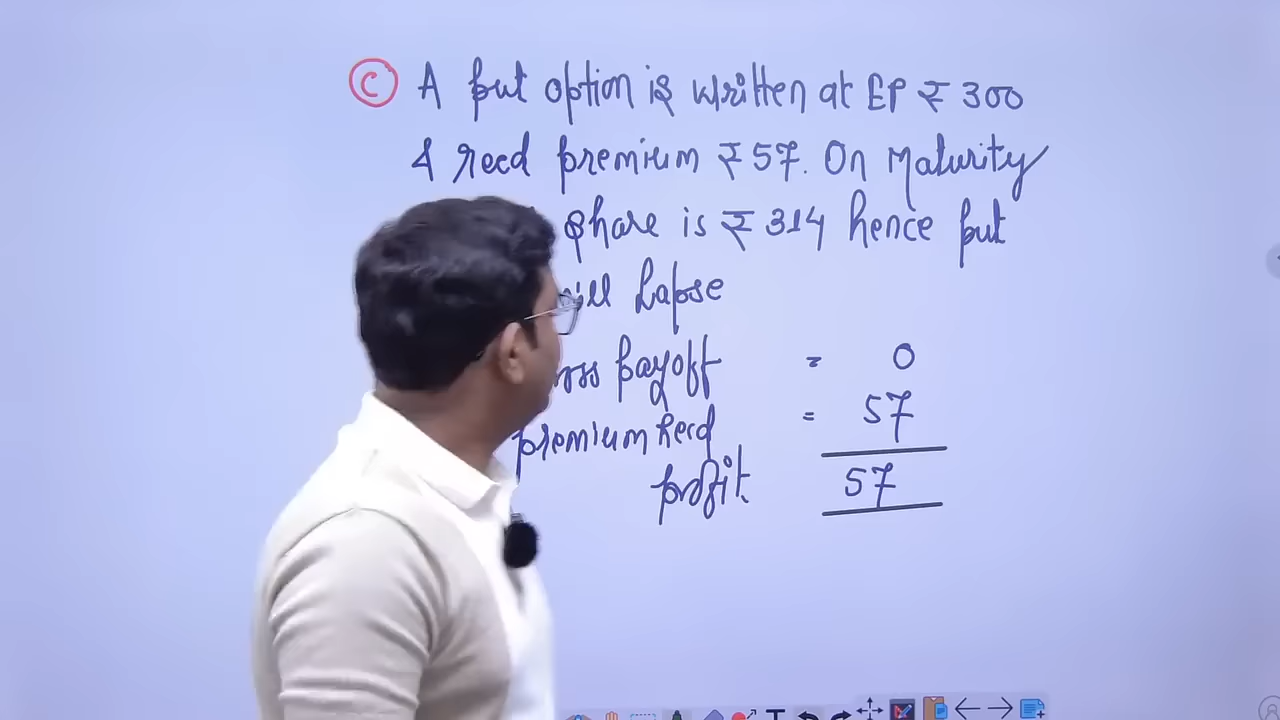 C A put option is written at EP ₹ 300
& recd premium ₹ 57. On Maturity
share is ₹ 314 hence put
will Lapse
payoff = 0
premium Recd = 57
profit. 57